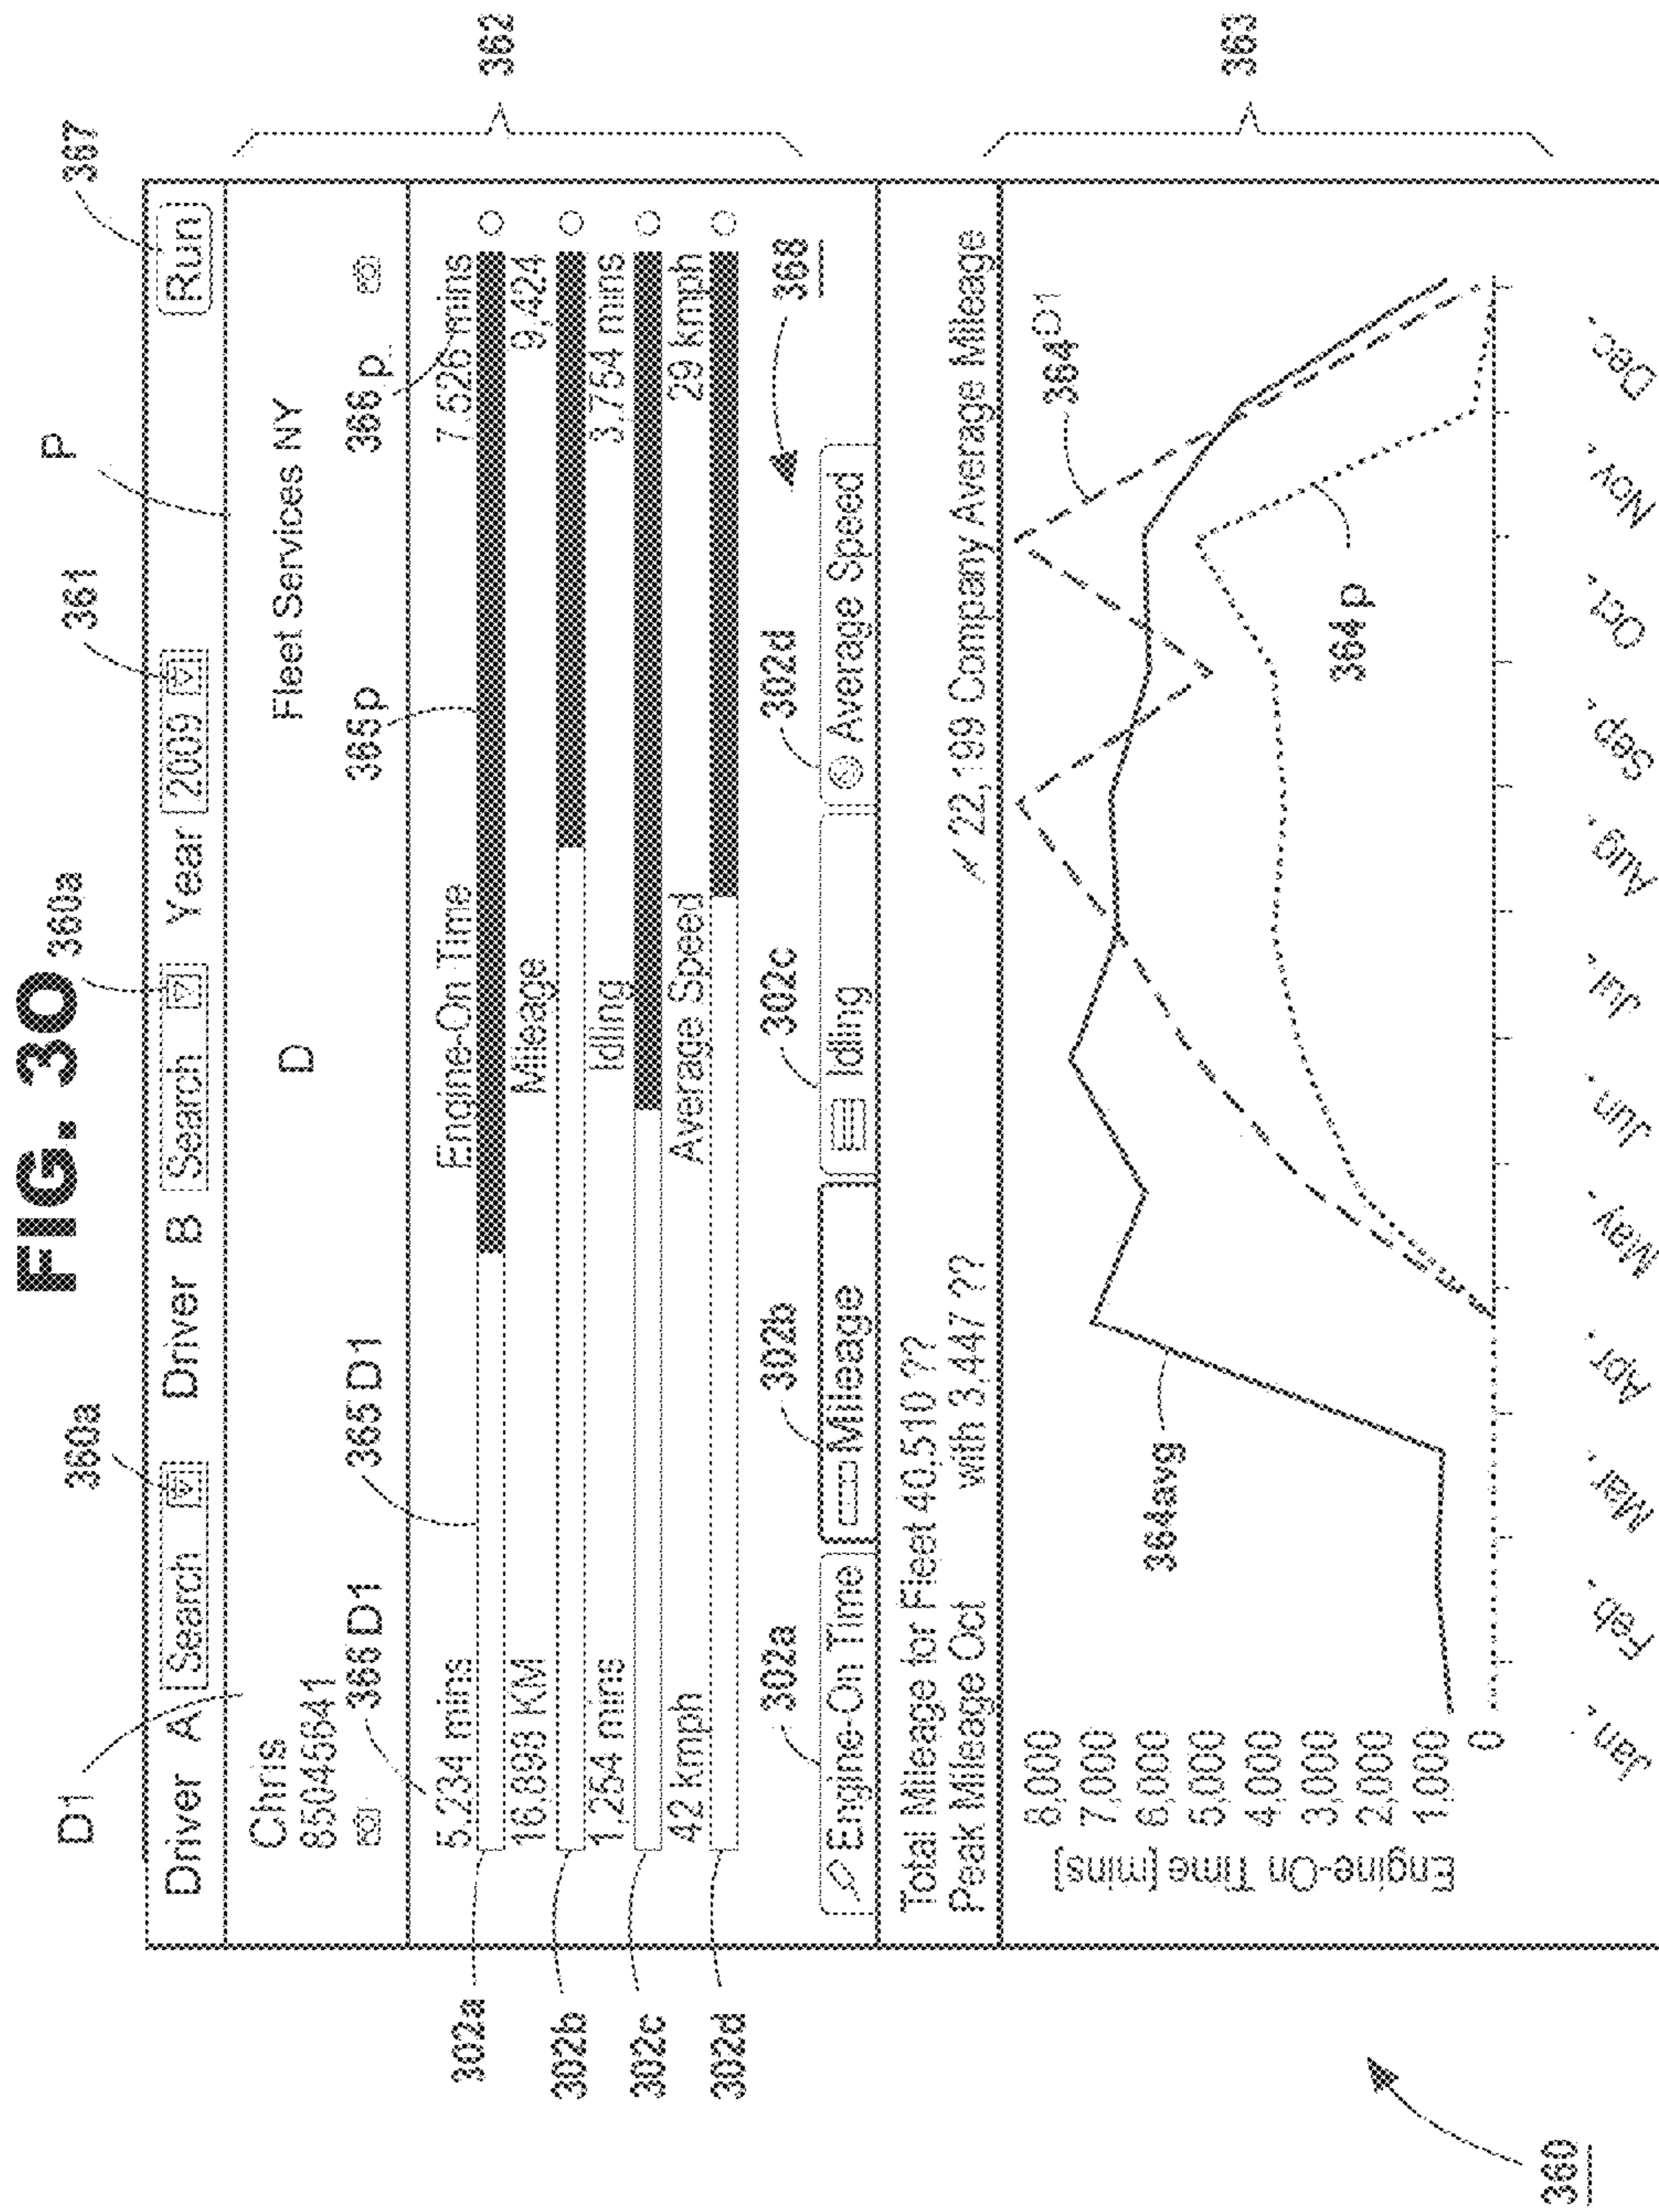 FIG. 3O
D1
360a
360a
361
P
367
Driver A Search Driver B Search Year 2009 Run
Chris
85045641
D
Fleet Services NY
366 D1
365 D1
365p
366 p
362
302a
5,234 mins Engine-On Time 7,526 mins
302b
16,898 KM Mileage 9,424
302c
1,254 mins Idling 3,754 mins
302d
42 kmph Average Speed 29 kmph
302a
302b
302c
302d
368
Engine-On Time Mileage Idling Average Speed
Total Mileage for Fleet 40,510 ??
Peak Mileage Oct with 3,447 ?? 22,199 Company Average Mileage
363
Engine-On Time [mins]
8,000
7,000
6,000
5,000
4,000
3,000
2,000
1,000
0
364avg
364D1
364 p
Jan. Feb. Mar. Apr. May. Jun. Jul. Aug. Sep. Oct. Nov. Dec.
360